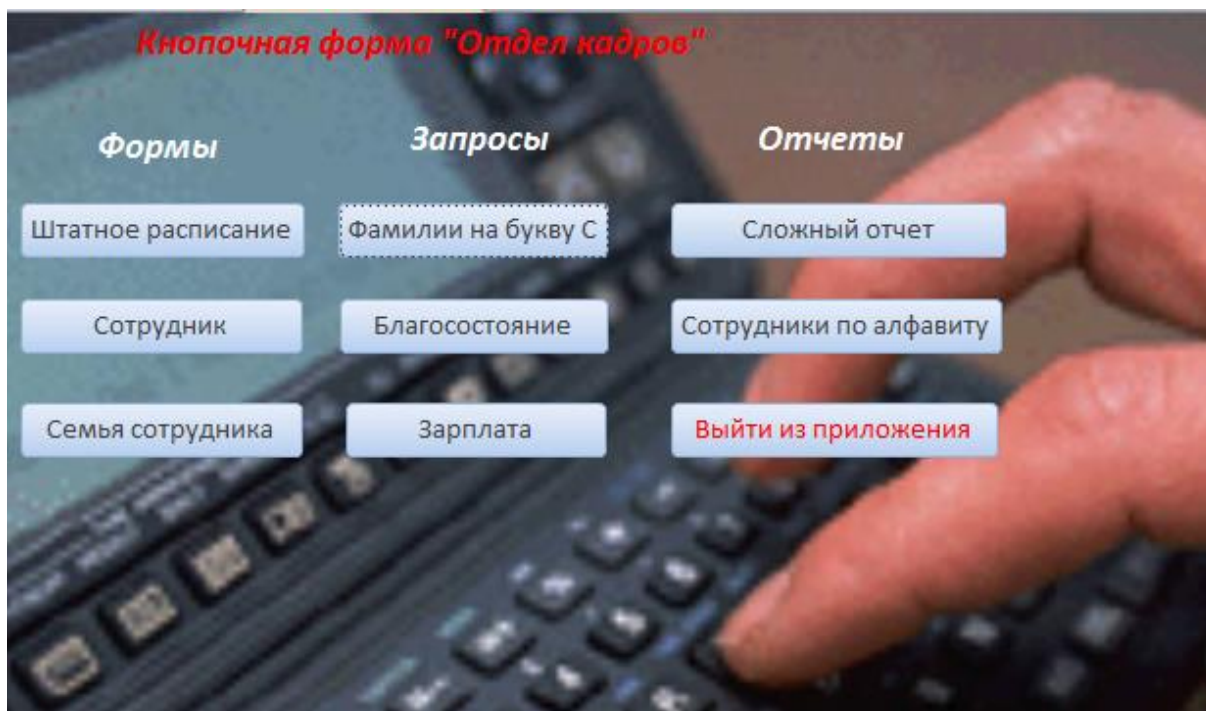 Кнопочная форма "Отдел кадров"
Формы Запросы Отчеты
Штатное расписание Фамилии на букву С Сложный отчет
Сотрудник Благосостояние Сотрудники по алфавиту
Семья сотрудника Зарплата Выйти из приложения